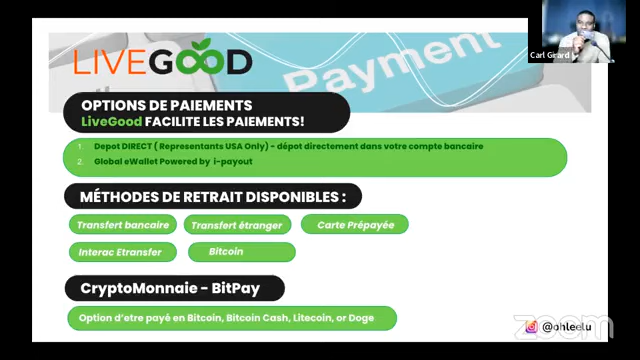 Payment
Carl Girard
LIVEGOOD
OPTIONS DE PAIEMENTS
LiveGood FACILITE LES PAIEMENTS!
1. Depot DIRECT ( Representants USA Only) - dépot directement dans votre compte bancaire
2. Global eWallet Powered by i-payout
MÉTHODES DE RETRAIT DISPONIBLES :
Transfert bancaire
Transfert étranger
Carte Prépayée
Interac Etransfer
Bitcoin
CryptoMonnaie - BitPay
Option d'etre payé en Bitcoin, Bitcoin Cash, Litecoin, or Doge
zoom
@ohleelu